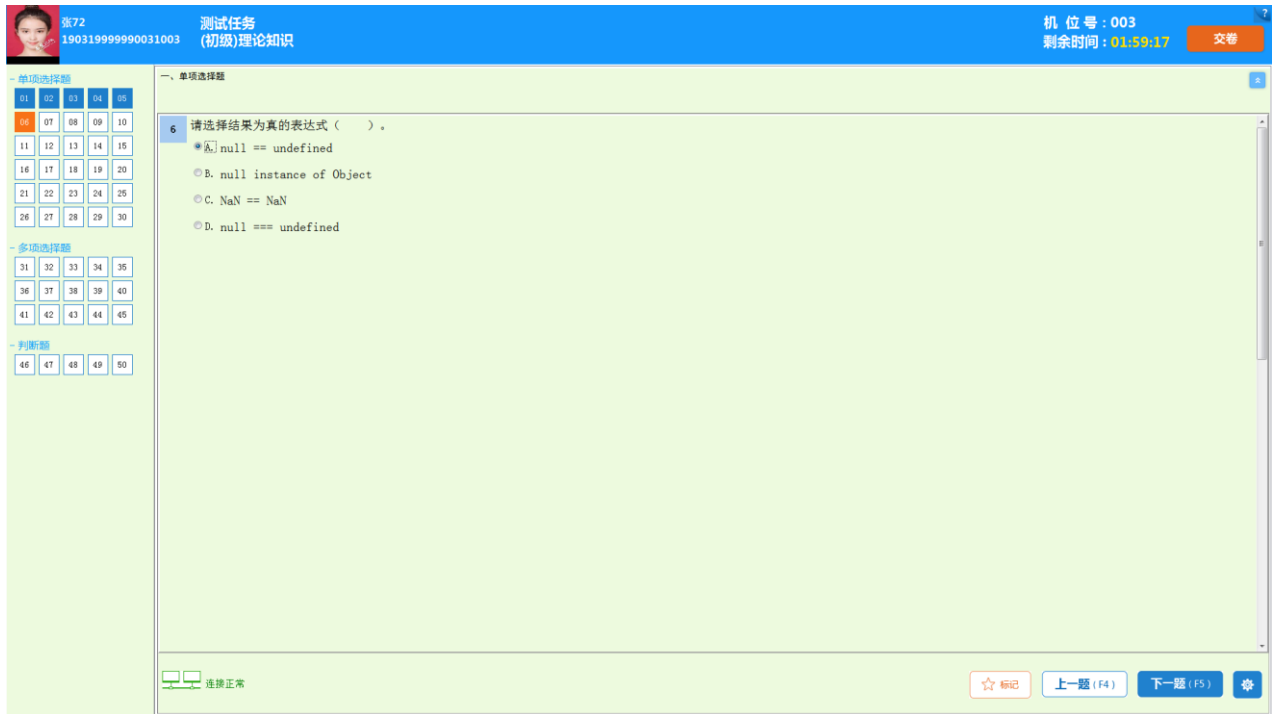 张72
190319999990031003
测试任务
(初级)理论知识
机 位 号：003
剩余时间：01:59:17
交卷
?
- 单项选择题
01 02 03 04 05
06 07 08 09 10
11 12 13 14 15
16 17 18 19 20
21 22 23 24 25
26 27 28 29 30
- 多项选择题
31 32 33 34 35
36 37 38 39 40
41 42 43 44 45
- 判断题
46 47 48 49 50
一、单项选择题
6 请选择结果为真的表达式（ ）。
A. null == undefined
B. null instance of Object
C. NaN == NaN
D. null === undefined
连接正常
标记
上一题(F4)
下一题(F5)